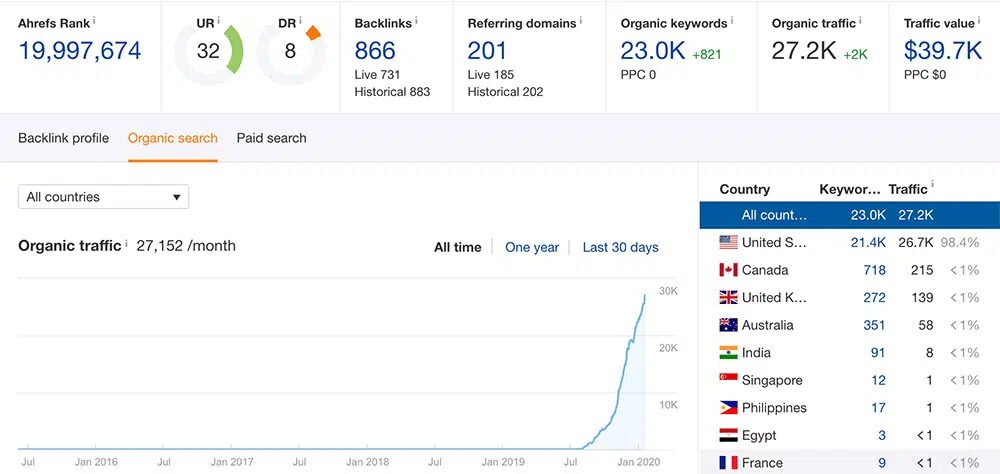 Ahrefs Rank i
19,997,674
UR i
32
DR i
8
Backlinks i
866
Live 731
Historical 883
Referring domains i
201
Live 185
Historical 202
Organic keywords i
23.0K +821
PPC 0
Organic traffic i
27.2K +2K
Traffic value i
$39.7K
PPC $0
Backlink profile Organic search Paid search
All countries ▼
Organic traffic i 27,152 /month
All time One year Last 30 days
30K
20K
10K
Jul Jan 2016 Jul Jan 2017 Jul Jan 2018 Jul Jan 2019 Jul Jan 2020
Country Keywor... Traffic i
All count... 23.0K 27.2K
United S... 21.4K 26.7K 98.4%
Canada 718 215 <1%
United K... 272 139 <1%
Australia 351 58 <1%
India 91 8 <1%
Singapore 12 1 <1%
Philippines 17 1 <1%
Egypt 3 <1 <1%
France 9 <1 <1%